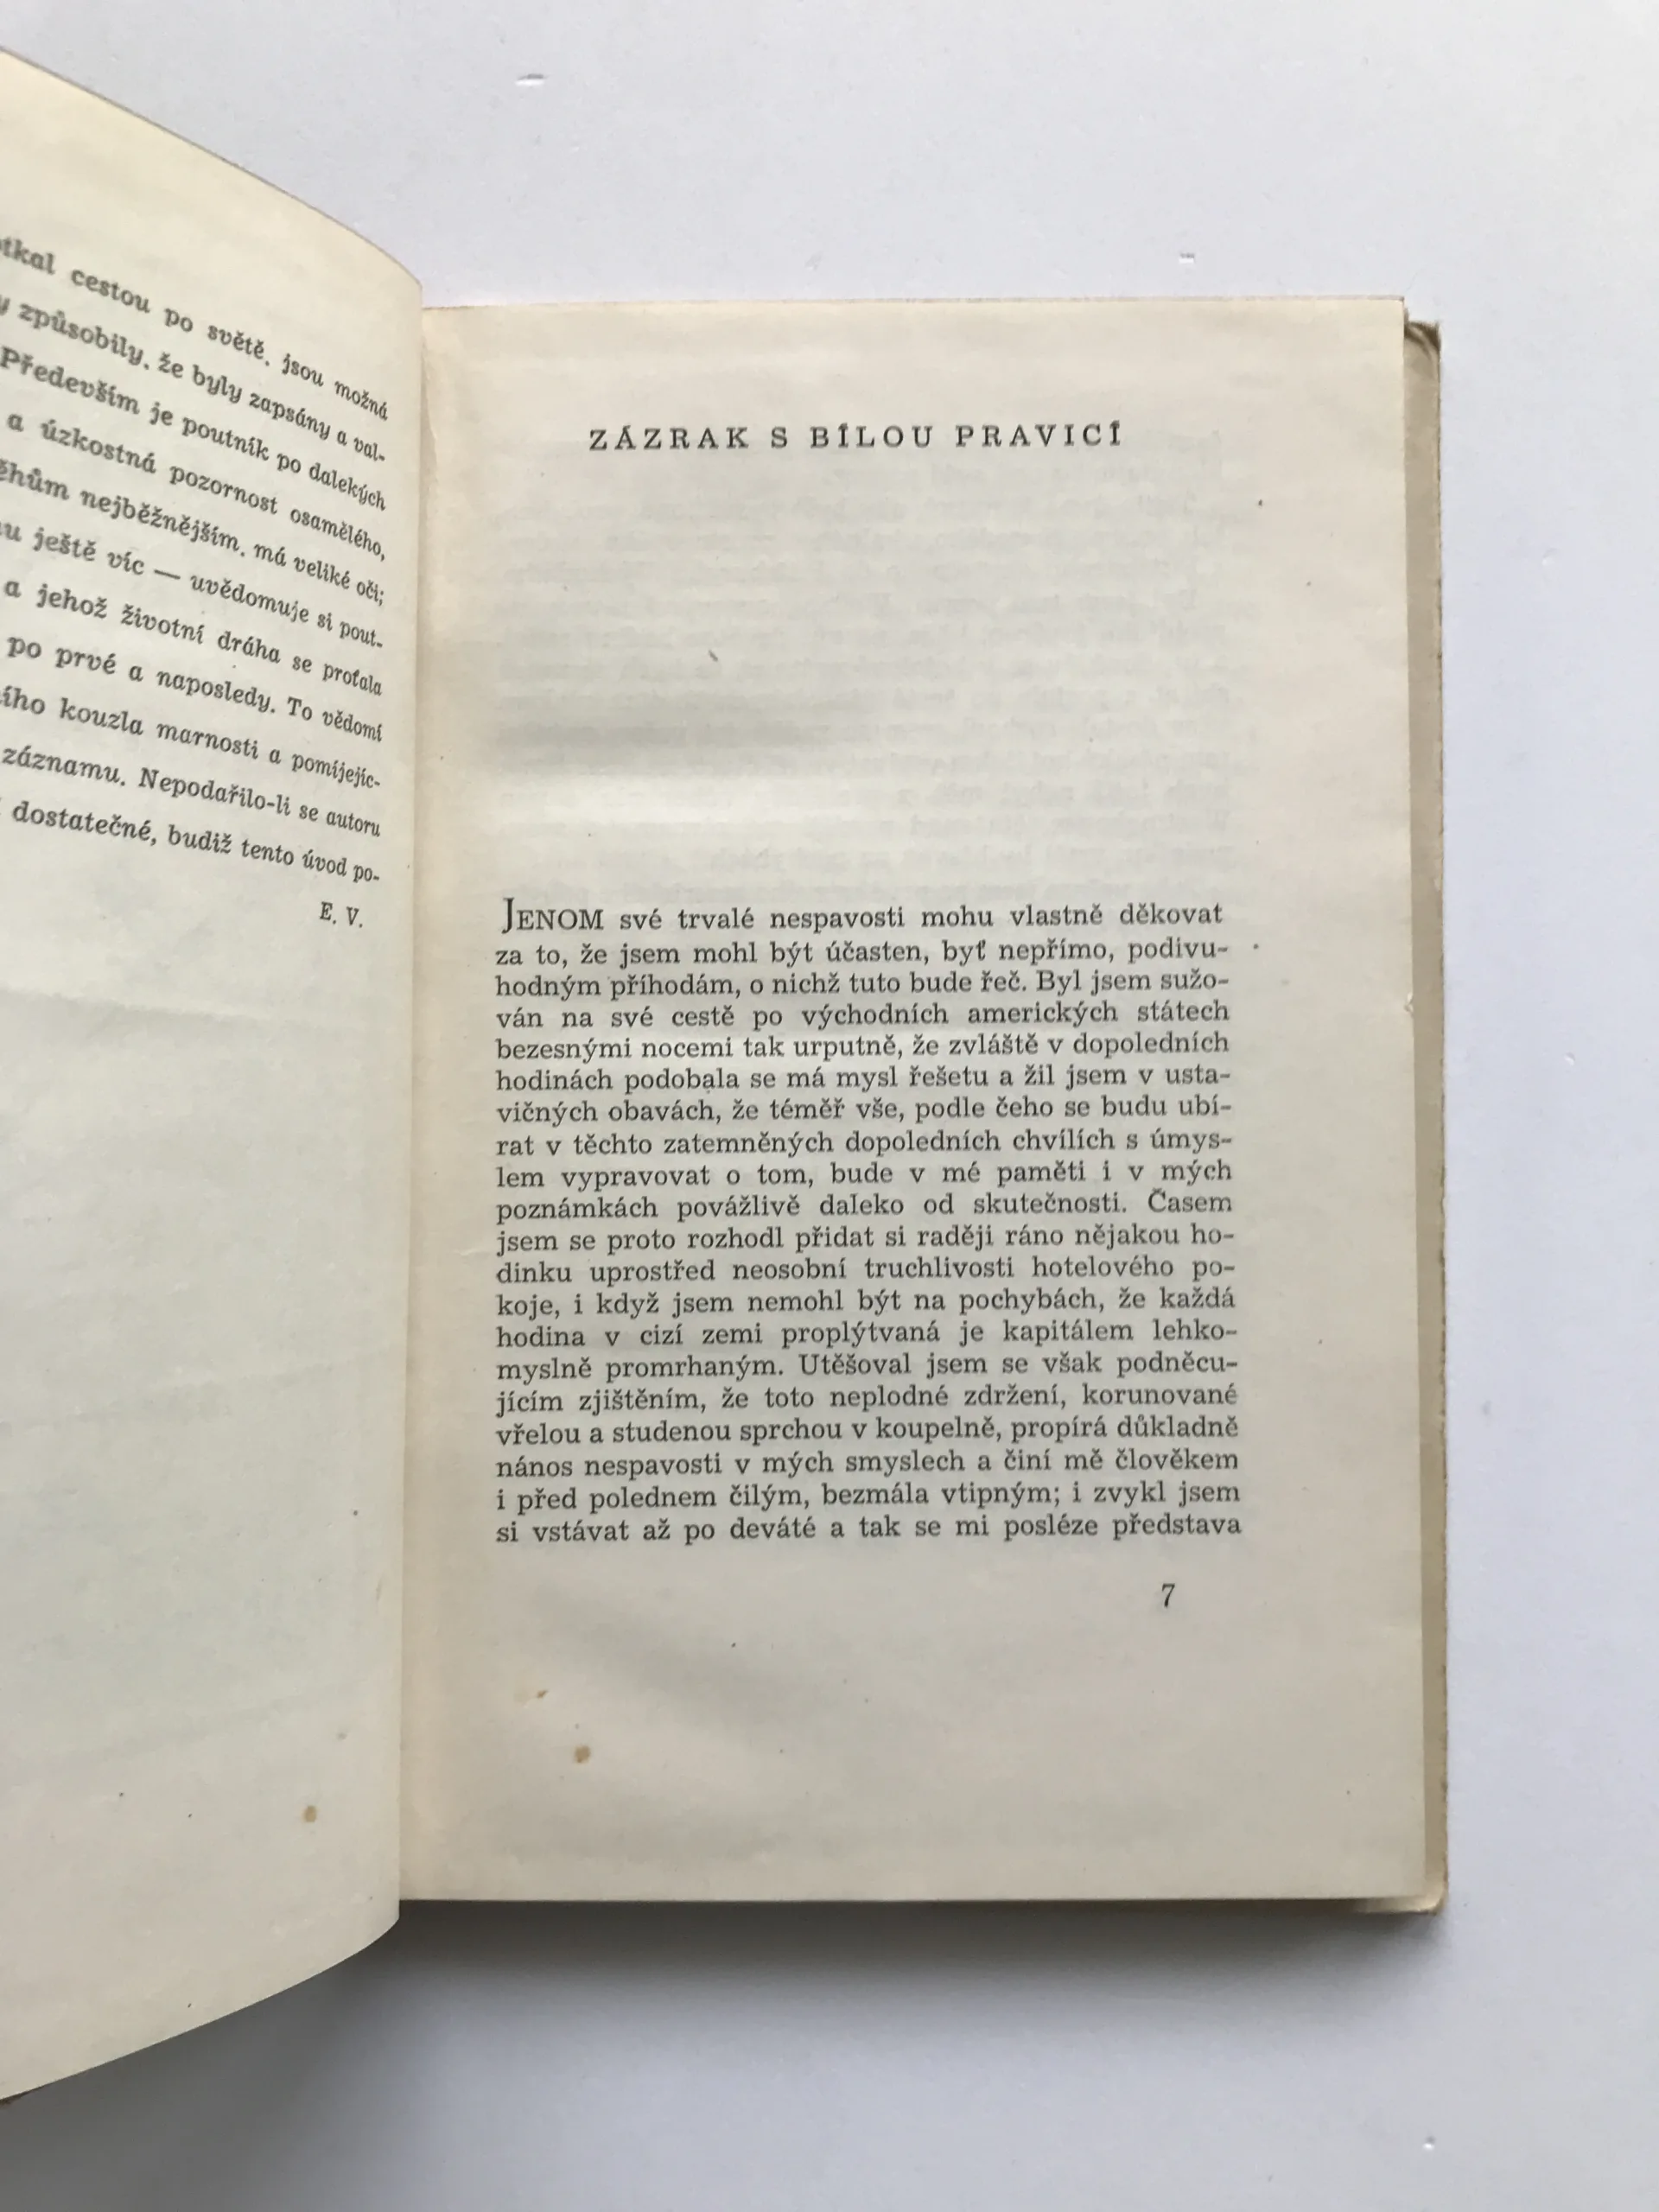 cestou po světě, jsou možná
způsobily, že byly zapsány a val-
Především je poutník po dalekých
a úzkostná pozornost osamělého,
nejběžnějším, má veliké oči;
ještě víc — uvědomuje si pout-
a jehož životní dráha se proťala
po prvé a naposledy. To vědomí
kouzla marnosti a pomíjejíc-
záznamu. Nepodařilo-li se autoru
dostatečné, budiž tento úvod po-
E. V.
ZÁZRAK S BÍLOU PRAVICÍ
JENOM své trvalé nespavosti mohu vlastně děkovat
za to, že jsem mohl být účasten, byť nepřímo, podivu-
hodným příhodám, o nichž tuto bude řeč. Byl jsem sužo-
ván na své cestě po východních amerických státech
bezesnými nocemi tak urputně, že zvláště v dopoledních
hodinách podobala se má mysl řešetu a žil jsem v usta-
vičných obavách, že téměř vše, podle čeho se budu ubí-
rat v těchto zatemněných dopoledních chvílích s úmys-
lem vypravovat o tom, bude v mé paměti i v mých
poznámkách povážlivě daleko od skutečnosti. Časem
jsem se proto rozhodl přidat si raději ráno nějakou ho-
dinku uprostřed neosobní truchlivosti hotelového po-
koje, i když jsem nemohl být na pochybách, že každá
hodina v cizí zemi proplýtvaná je kapitálem lehko-
myslně promrhaným. Utěšoval jsem se však podněcu-
jícím zjištěním, že toto neplodné zdržení, korunované
vřelou a studenou sprchou v koupelně, propírá důkladně
nános nespavosti v mých smyslech a činí mě člověkem
i před polednem čilým, bezmála vtipným; i zvykl jsem
si vstávat až po deváté a tak se mi posléze představa
7